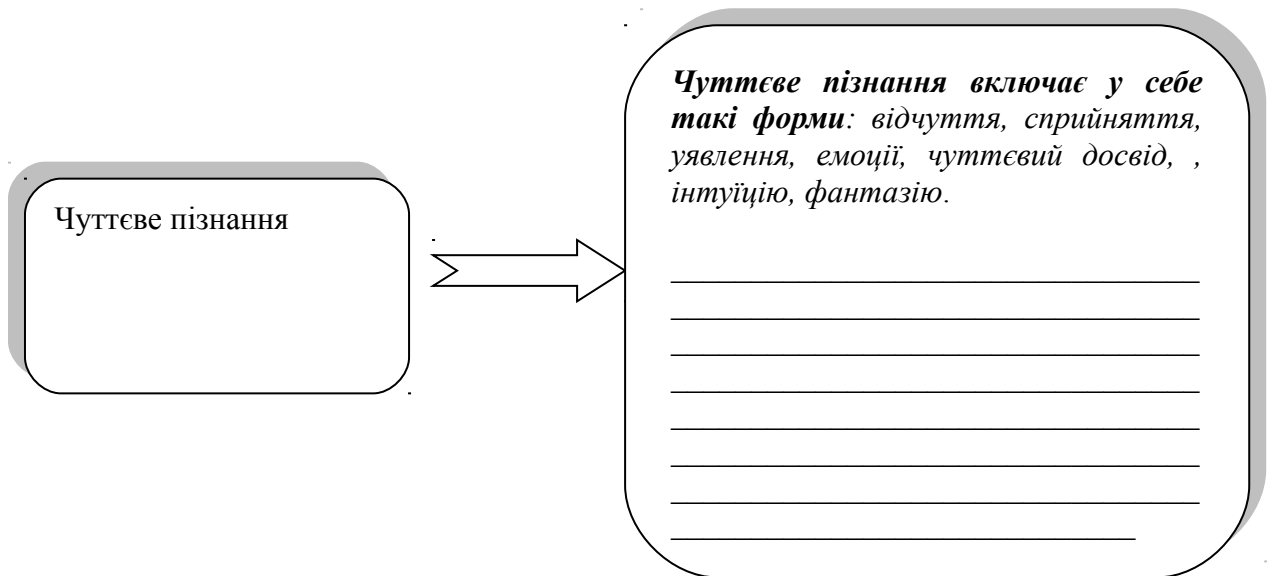 Чуттєве пізнання
Чуттєве пізнання включає у себе
такі форми: відчуття, сприйняття,
уявлення, емоції, чуттєвий досвід, ,
інтуїцію, фантазію.